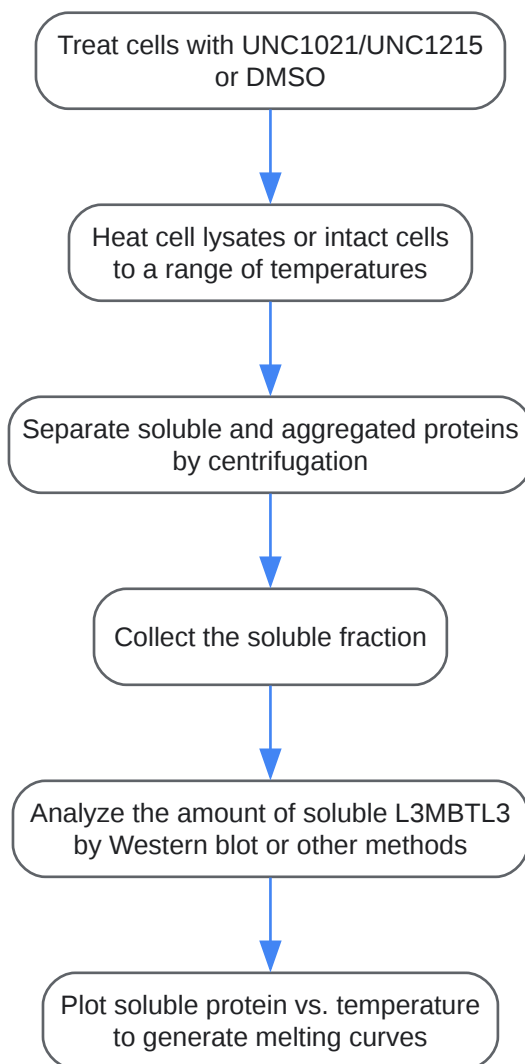 Treat cells with UNC1021/UNC1215
or DMSO
Heat cell lysates or intact cells
to a range of temperatures
Separate soluble and aggregated proteins
by centrifugation
Collect the soluble fraction
Analyze the amount of soluble L3MBTL3
by Western blot or other methods
Plot soluble protein vs. temperature
to generate melting curves